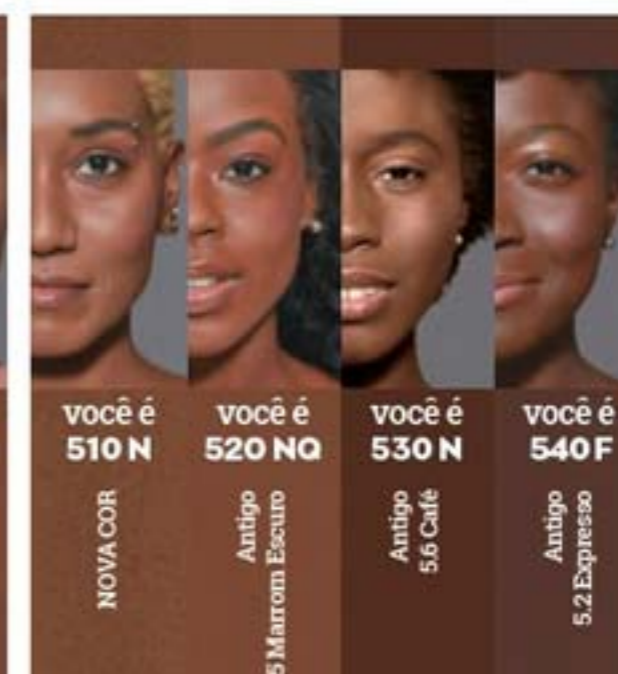 você é
510 N
NOVA COR
você é
520 NQ
Antigo
5 Marrom Escuro
você é
530 N
Antigo
5.6 Café
você é
540 F
Antigo
5.2 Expresso